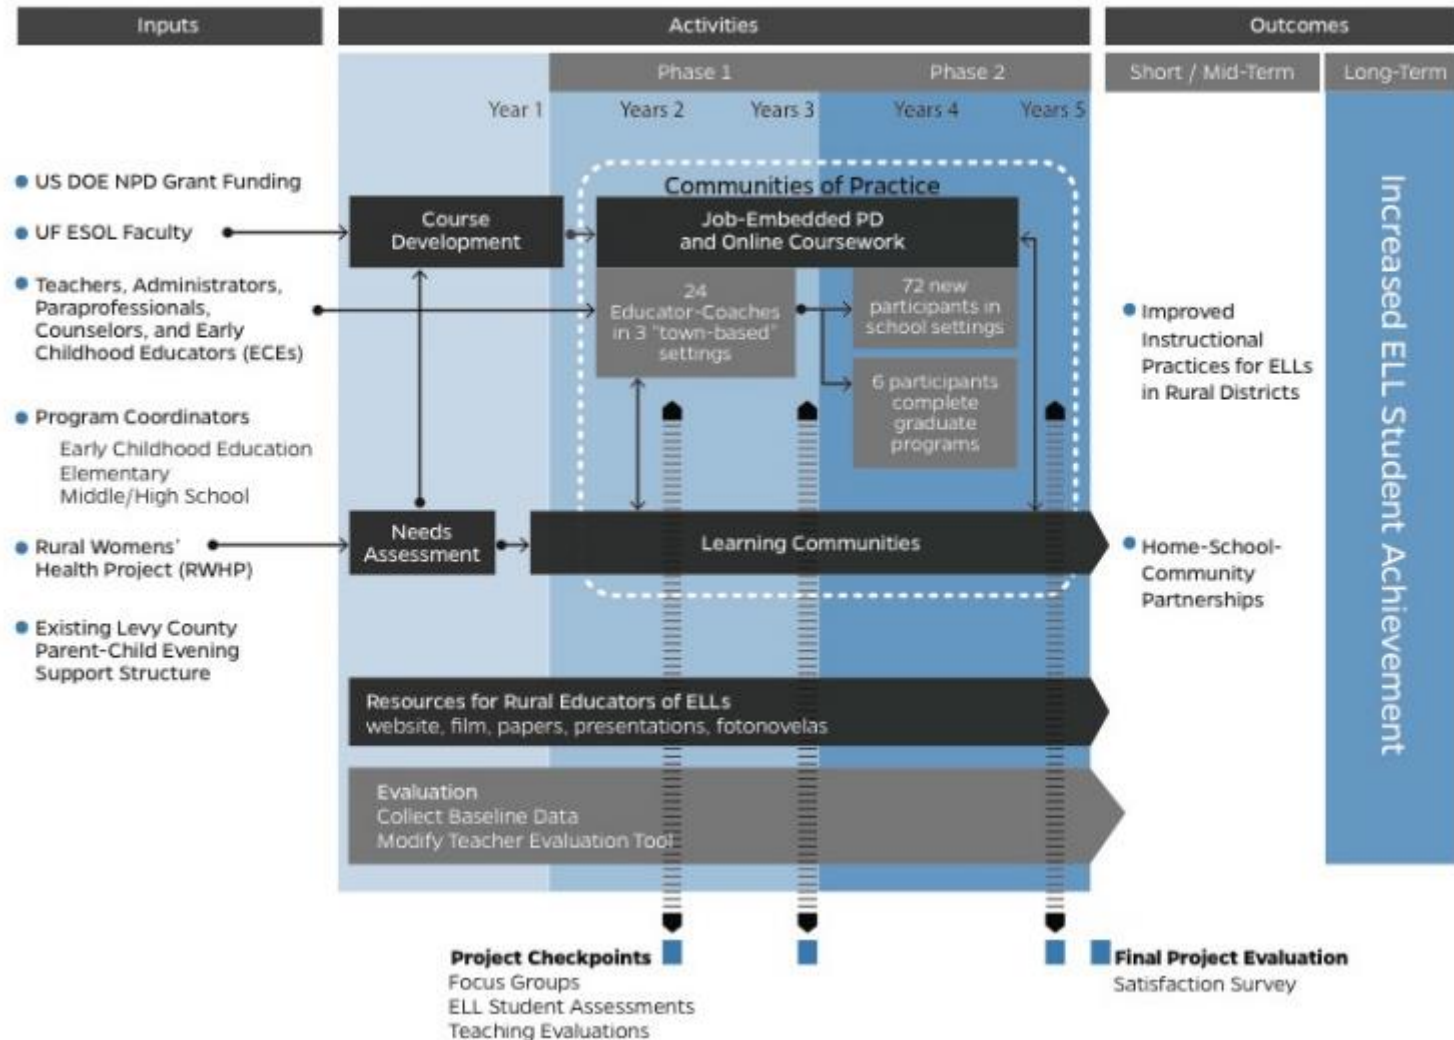 Inputs
Activities
Outcomes
Phase 1
Phase 2
Short / Mid-Term
Long-Term
Year 1
Years 2
Years 3
Years 4
Years 5
US DOE NPD Grant Funding
UF ESOL Faculty
Teachers, Administrators,
Paraprofessionals,
Counselors, and Early
Childhood Educators (ECEs)
Program Coordinators
Early Childhood Education
Elementary
Middle/High School
Rural Womens'
Health Project (RWHP)
Existing Levy County
Parent-Child Evening
Support Structure
Communities of Practice
Course
Development
Job-Embedded PD
and Online Coursework
24
Educator-Coaches
in 3 "town-based"
settings
72 new
participants in
school settings
6 participants
complete
graduate
programs
Needs
Assessment
Learning Communities
Resources for Rural Educators of ELLs
website, film, papers, presentations, fotonovelas
Evaluation
Collect Baseline Data
Modify Teacher Evaluation Tool
Improved
Instructional
Practices for ELLs
in Rural Districts
Home-School-
Community
Partnerships
Increased ELL Student Achievement
Project Checkpoints
Focus Groups
ELL Student Assessments
Teaching Evaluations
Final Project Evaluation
Satisfaction Survey